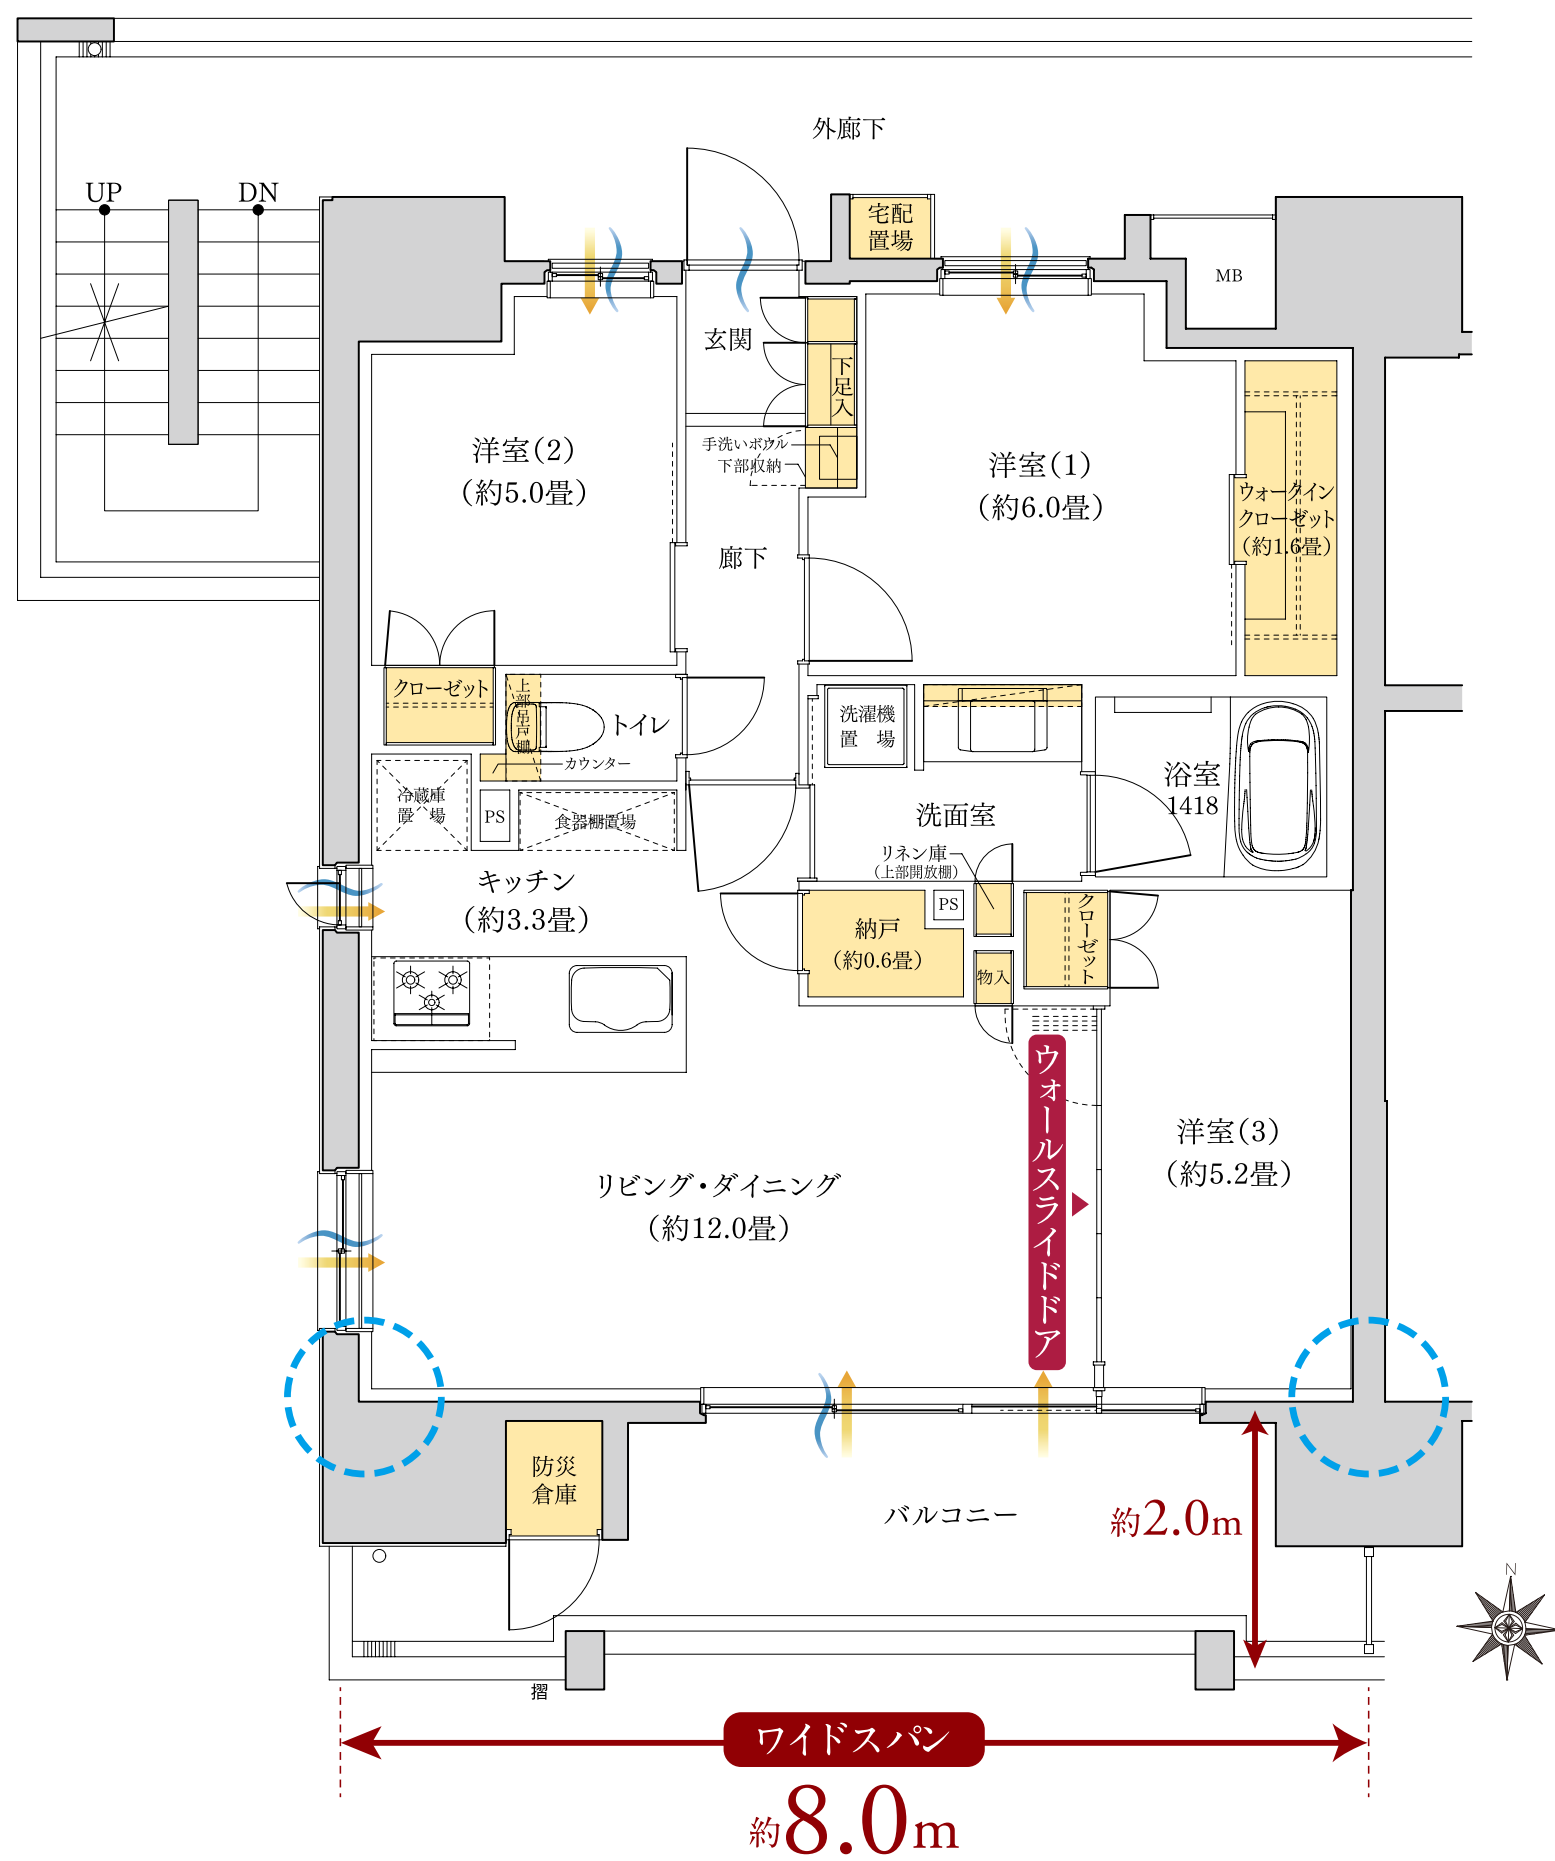 外廊下
UP
DN
宅配
置場
MB
玄関
下足入
手洗いボウル
下部収納
洋室(2)
(約5.0畳)
洋室(1)
(約6.0畳)
ウォークイン
クローゼット
(約1.6畳)
廊下
クローゼット
上部吊戸棚
トイレ
カウンター
洗濯機
置場
浴室
1418
冷蔵庫
置場
PS
食器棚置場
洗面室
リネン庫
(上部開放棚)
キッチン
(約3.3畳)
納戸
(約0.6畳)
PS
クローゼット
物入
ウォールスライドドア
洋室(3)
(約5.2畳)
リビング・ダイニング
(約12.0畳)
防災
倉庫
バルコニー
約2.0m
N
摺
ワイドスパン
約8.0m